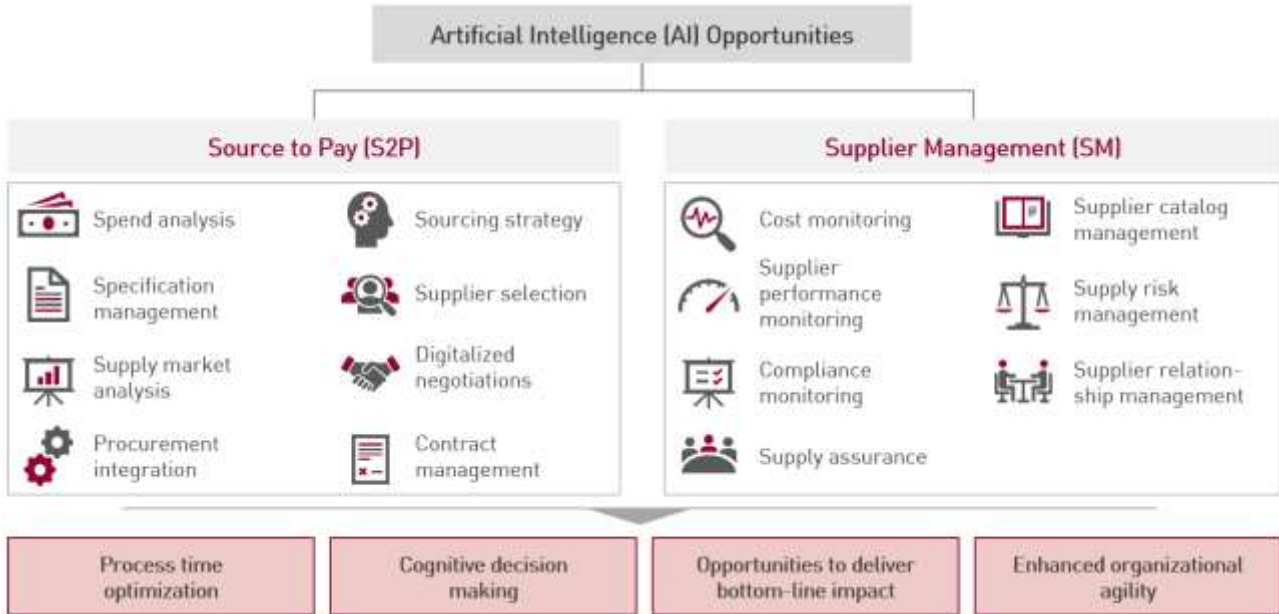 Artificial Intelligence (AI) Opportunities
Source to Pay (S2P)
Spend analysis
Specification
management
Supply market
analysis
Procurement
integration
Sourcing strategy
Supplier selection
Digitalized
negotiations
Contract
management
Supplier Management (SM)
Cost monitoring
Supplier
performance
monitoring
Compliance
monitoring
Supply assurance
Supplier catalog
management
Supply risk
management
Supplier relation-
ship management
Process time
optimization
Cognitive decision
making
Opportunities to deliver
bottom-line impact
Enhanced organizational
agility